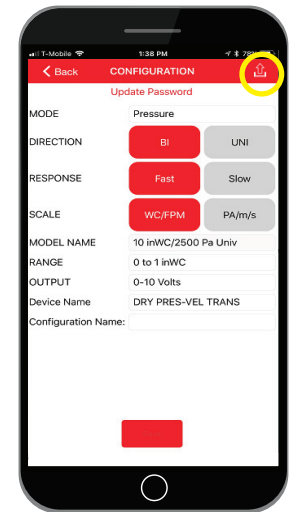 T-Mobile 1:38 PM 78%
Back CONFIGURATION
Update Password
MODE Pressure
DIRECTION BI UNI
RESPONSE Fast Slow
SCALE WC/FPM PA/m/s
MODEL NAME 10 inWC/2500 Pa Univ
RANGE 0 to 1 inWC
OUTPUT 0-10 Volts
Device Name DRY PRES-VEL TRANS
Configuration Name: